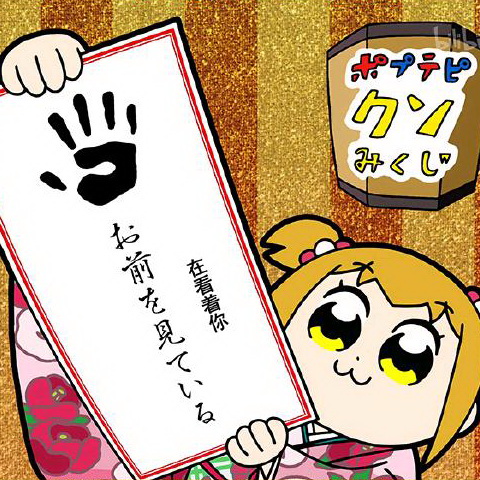 ポプテピ
クソ
みくじ
お前を見ている
在看着你